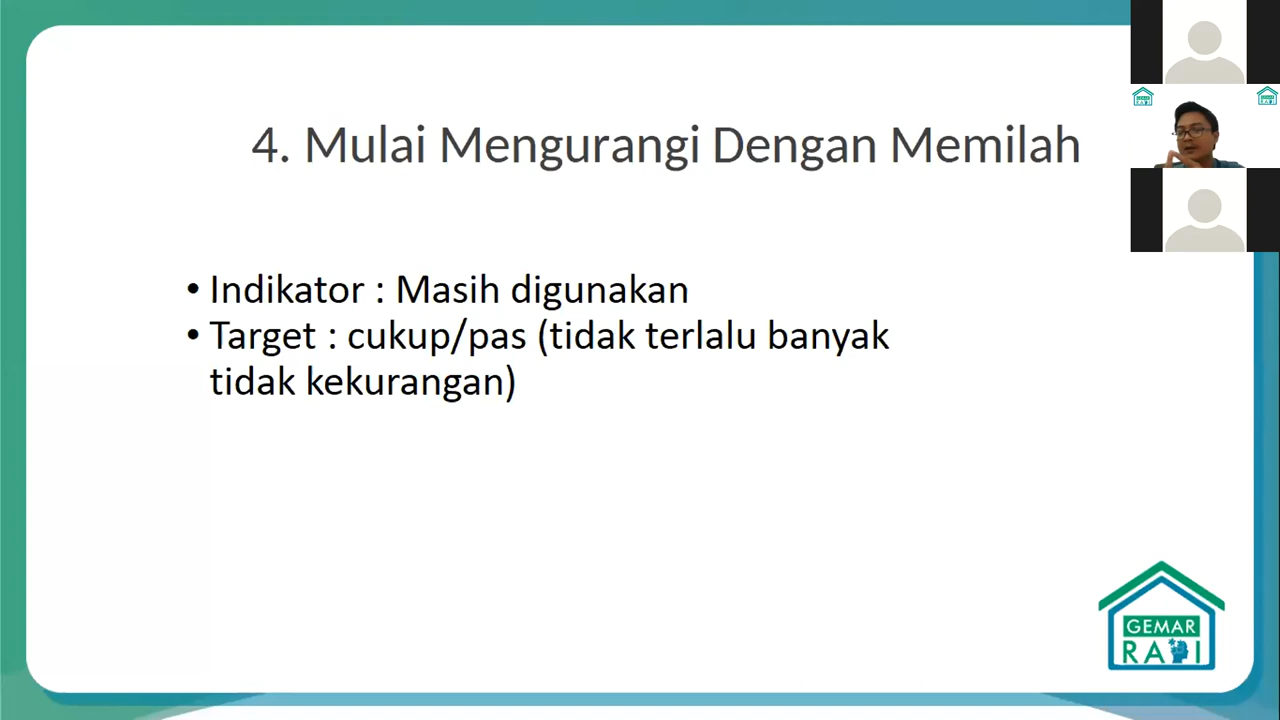 4. Mulai Mengurangi Dengan Memilah
• Indikator : Masih digunakan
• Target : cukup/pas (tidak terlalu banyak
tidak kekurangan)
GEMAR
RAPI